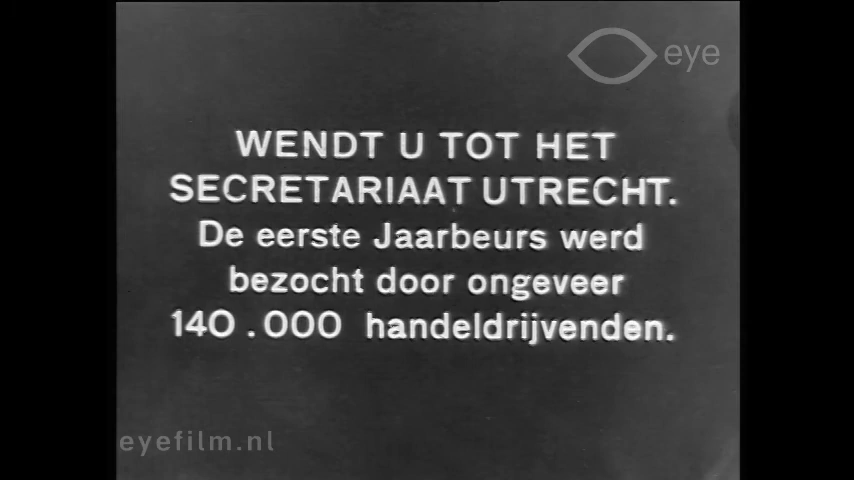 eye
WENDT U TOT HET
SECRETARIAAT UTRECHT.
De eerste Jaarbeurs werd
bezocht door ongeveer
140.000 handeldrijvenden.
eyefilm.nl